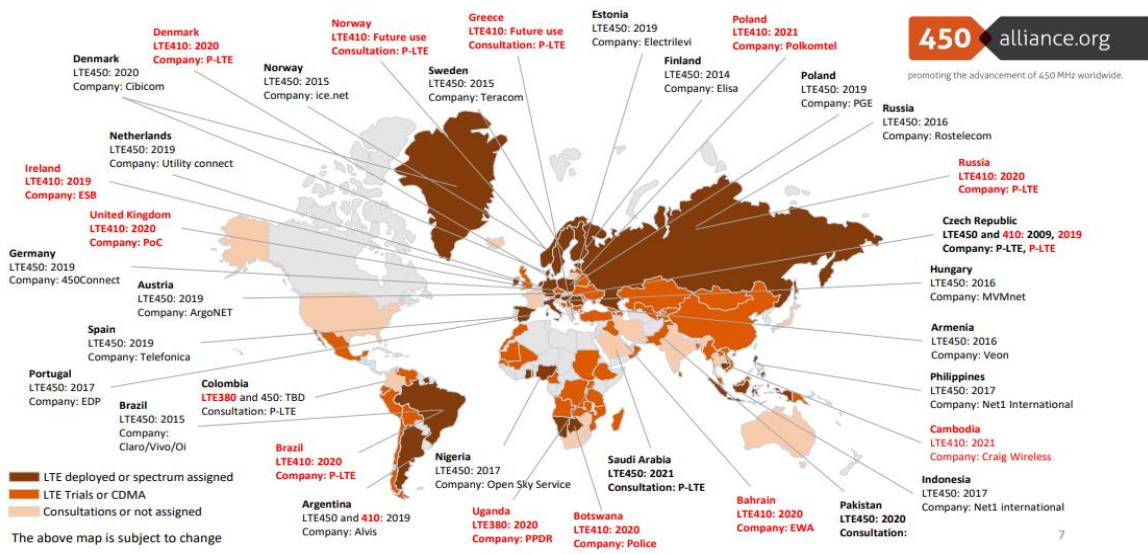 Norway
LTE410: Future use
Consultation: P-LTE
Greece
LTE410: Future use
Consultation: P-LTE
Estonia
LTE450: 2019
Company: Electrilevi
Poland
LTE410: 2021
Company: Polkomtel
450 alliance.org
promoting the advancement of 450 MHz worldwide.
Denmark
LTE410: 2020
Company: P-LTE
Denmark
LTE450: 2020
Company: Cibicom
Norway
LTE450: 2015
Company: ice.net
Sweden
LTE450: 2015
Company: Teracom
Finland
LTE450: 2014
Company: Elisa
Poland
LTE450: 2019
Company: PGE
Russia
LTE450: 2016
Company: Rostelecom
Netherlands
LTE450: 2019
Company: Utility connect
Ireland
LTE410: 2019
Company: ESB
Russia
LTE410: 2020
Company: P-LTE
United Kingdom
LTE410: 2020
Company: PoC
Czech Republic
LTE450 and 410: 2009, 2019
Company: P-LTE, P-LTE
Germany
LTE450: 2019
Company: 450Connect
Hungary
LTE450: 2016
Company: MVMnet
Austria
LTE450: 2019
Company: ArgoNET
Armenia
LTE450: 2016
Company: Veon
Spain
LTE450: 2019
Company: Telefonica
Portugal
LTE450: 2017
Company: EDP
Philippines
LTE450: 2017
Company: Net1 International
Colombia
LTE380 and 450: TBD
Consultation: P-LTE
Brazil
LTE450: 2015
Company:
Claro/Vivo/Oi
Cambodia
LTE410: 2021
Company: Craig Wireless
Brazil
LTE410: 2020
Company: P-LTE
Nigeria
LTE450: 2017
Company: Open Sky Service
Saudi Arabia
LTE450: 2021
Consultation: P-LTE
Indonesia
LTE450: 2017
Company: Net1 international
LTE deployed or spectrum assigned
LTE Trials or CDMA
Consultations or not assigned
Argentina
LTE450 and 410: 2019
Company: Alvis
Uganda
LTE380: 2020
Company: PPDR
Botswana
LTE410: 2020
Company: Police
Bahrain
LTE410: 2020
Company: EWA
Pakistan
LTE450: 2020
Consultation:
The above map is subject to change
7